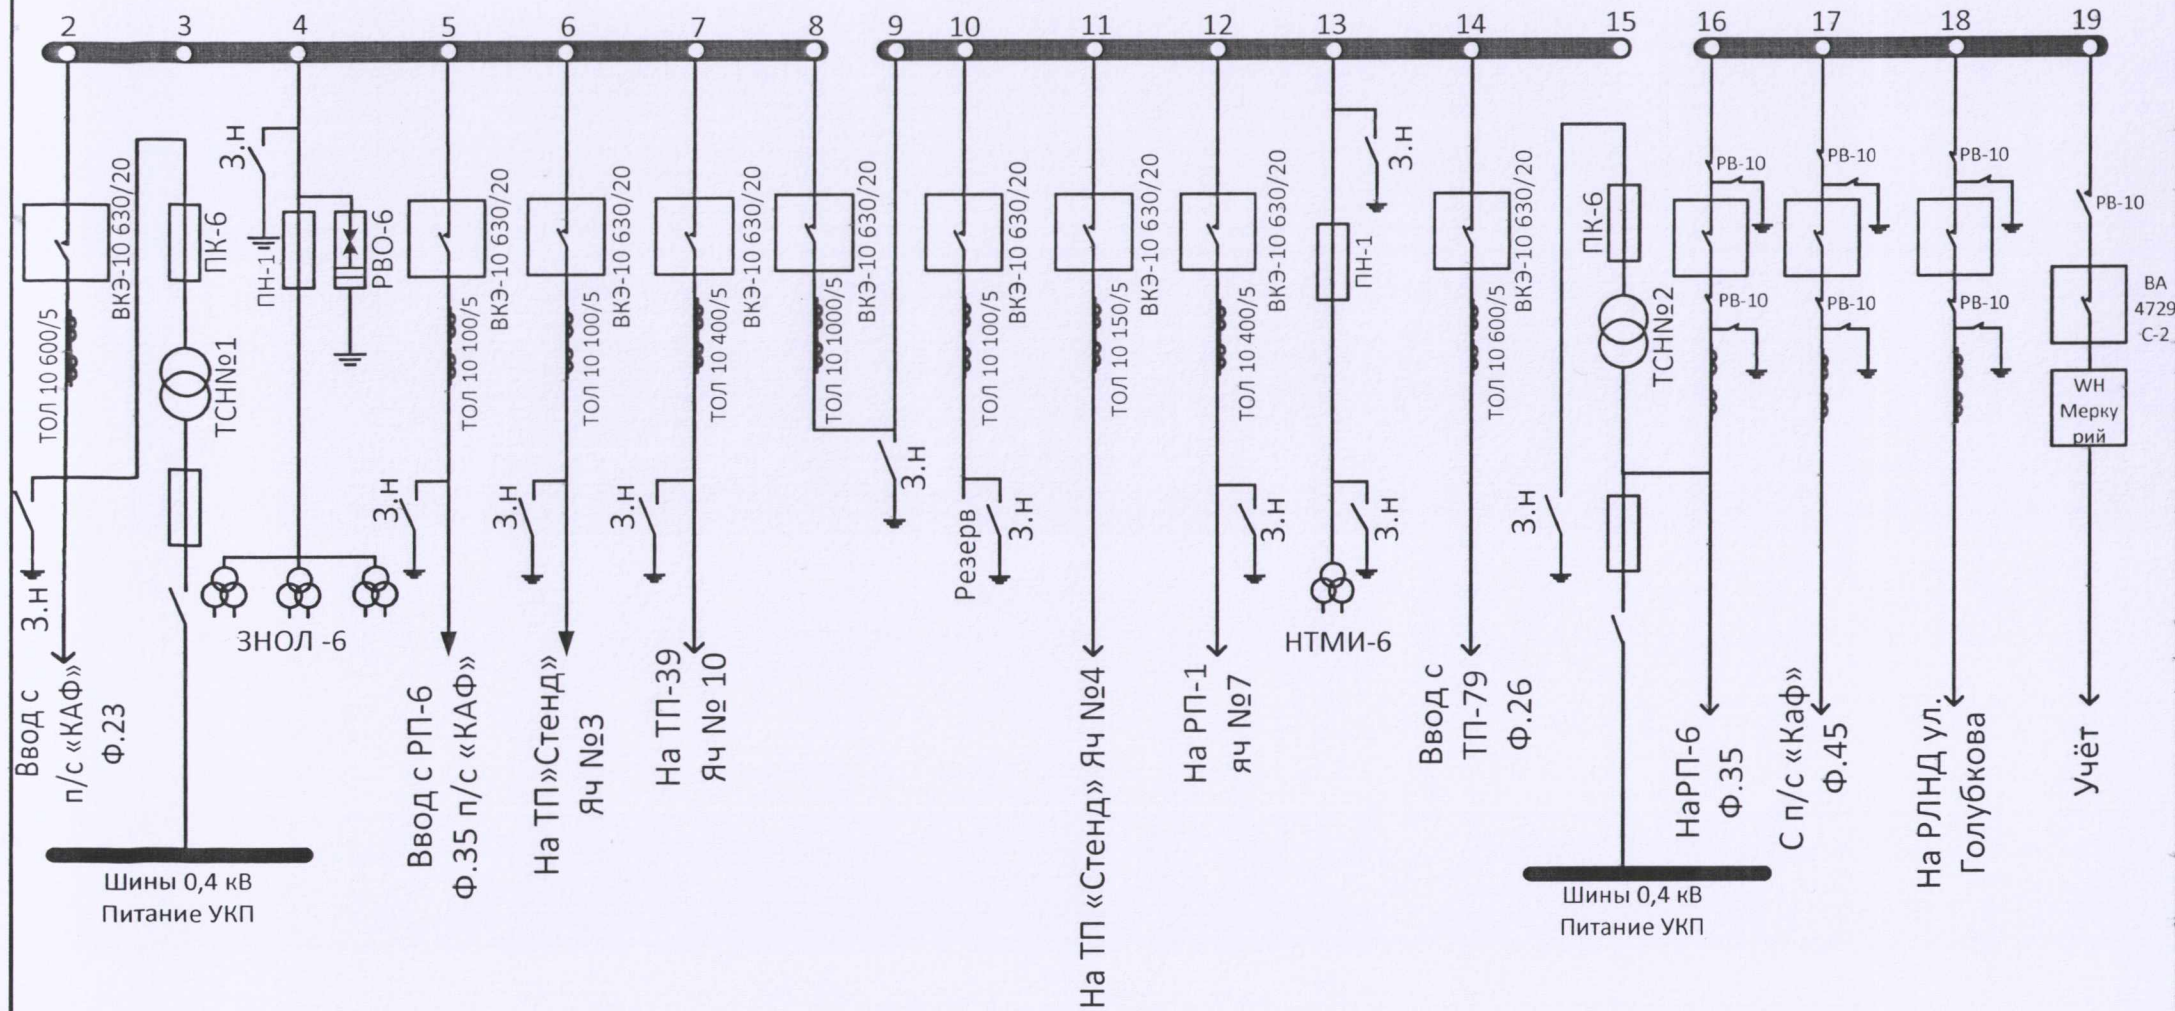 2 3 4 5 6 7 8 9 10 11 12 13 14 15 16 17 18 19
ТОЛ 10 600/5
ВКЭ-10 630/20
З.н
Ввод с
п/с «КАФ»
Ф.23
ПК-6
ТСН№1
Шины 0,4 кВ
Питание УКП
З.н
ПН-1
РВО-6
ЗНОЛ -6
ВКЭ-10 630/20
ТОЛ 10 100/5
З.н
Ввод с РП-6
Ф.35 п/с «КАФ»
ВКЭ-10 630/20
ТОЛ 10 100/5
З.н
На ТП»Стенд»
Яч №3
ВКЭ-10 630/20
ТОЛ 10 400/5
З.н
На ТП-39
Яч № 10
ВКЭ-10 630/20
ТОЛ 10 1000/5
З.н
ВКЭ-10 630/20
ТОЛ 10 100/5
Резерв
З.н
ВКЭ-10 630/20
ТОЛ 10 150/5
На ТП «Стенд» Яч №4
ВКЭ-10 630/20
ТОЛ 10 400/5
З.н
На РП-1
яч №7
З.н
ПН-1
З.н
НТМИ-6
ВКЭ-10 630/20
ТОЛ 10 600/5
Ввод с
ТП-79
Ф.26
ПК-6
ТСН№2
З.н
Шины 0,4 кВ
Питание УКП
РВ-10
РВ-10
НаРП-6
Ф.35
РВ-10
РВ-10
С п/с «Каф»
Ф.45
РВ-10
РВ-10
На РЛНД ул.
Голубкова
РВ-10
ВА
4729
С-2
WH
Мерку
рий
учёт